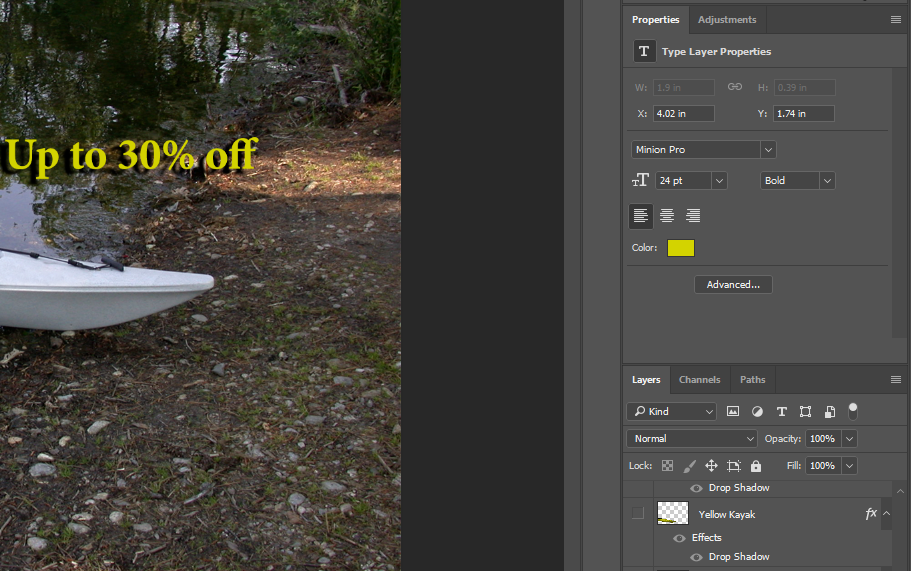 Properties Adjustments
T Type Layer Properties
W: 1.9 in H: 0.39 in
X: 4.02 in Y: 1.74 in
Up to 30% off
Minion Pro
TT 24 pt Bold
Color:
Advanced...
Layers Channels Paths
Kind T
Normal Opacity: 100%
Lock: Fill: 100%
Drop Shadow
Yellow Kayak fx
Effects
Drop Shadow